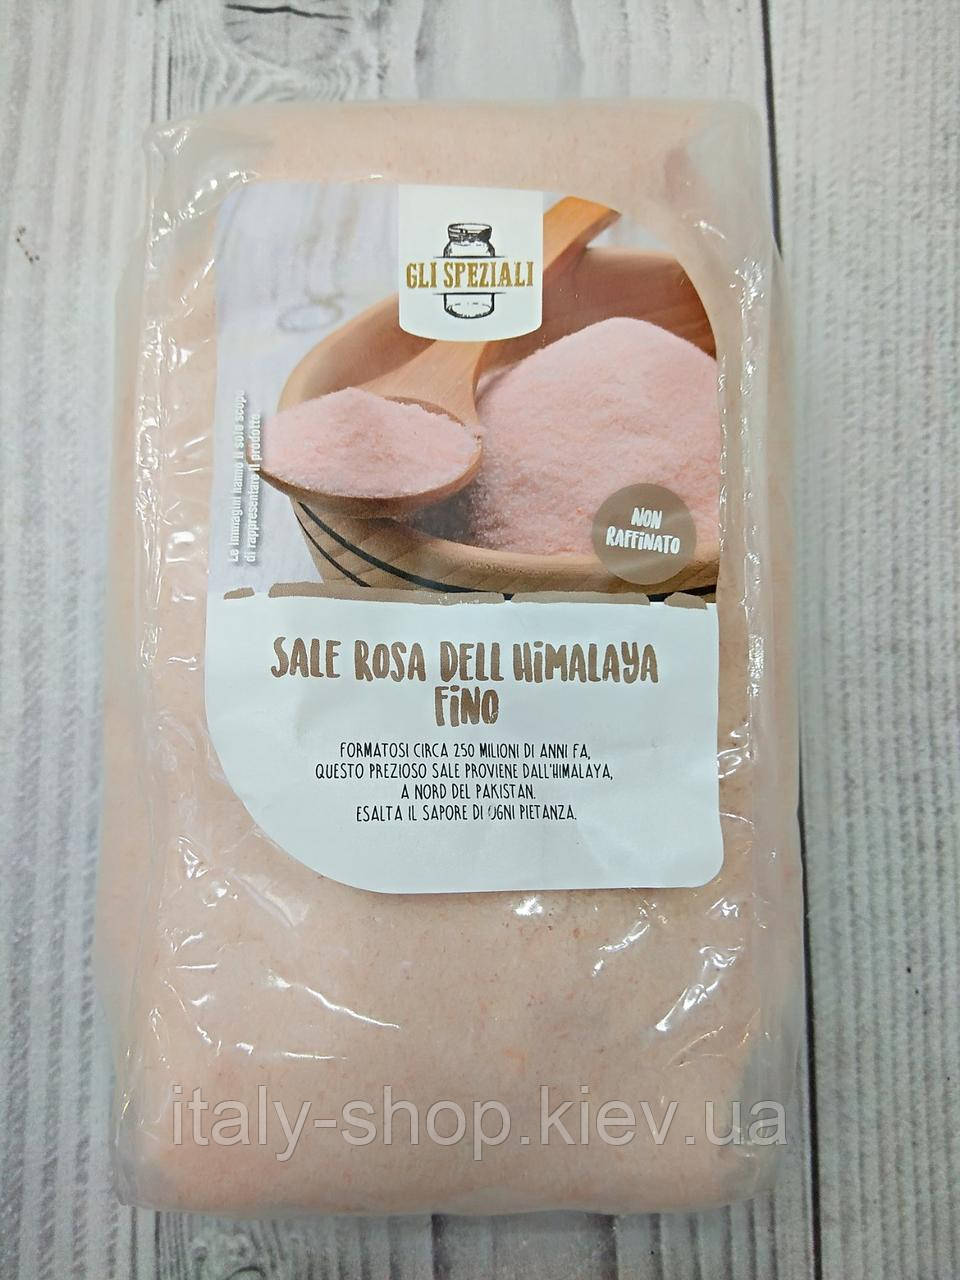 GLI SPEZIALI
Le immagini hanno il solo scopo
di rappresentare il prodotto.
NON
RAFFINATO
SALE ROSA DELL HIMALAYA
FINO
FORMATOSI CIRCA 250 MILIONI DI ANNI FA,
QUESTO PREZIOSO SALE PROVIENE DALL'HIMALAYA,
A NORD DEL PAKISTAN.
ESALTA IL SAPORE DI OGNI PIETANZA.
italy-shop.kiev.ua